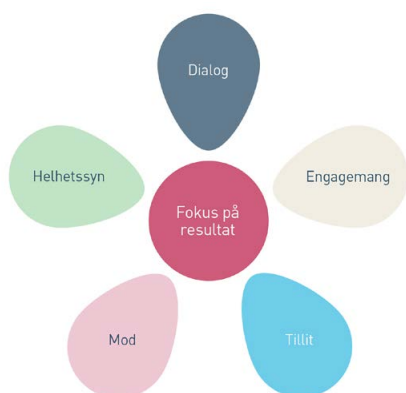 Dialog
Helhetssyn
Engagemang
Fokus på
resultat
Mod
Tillit